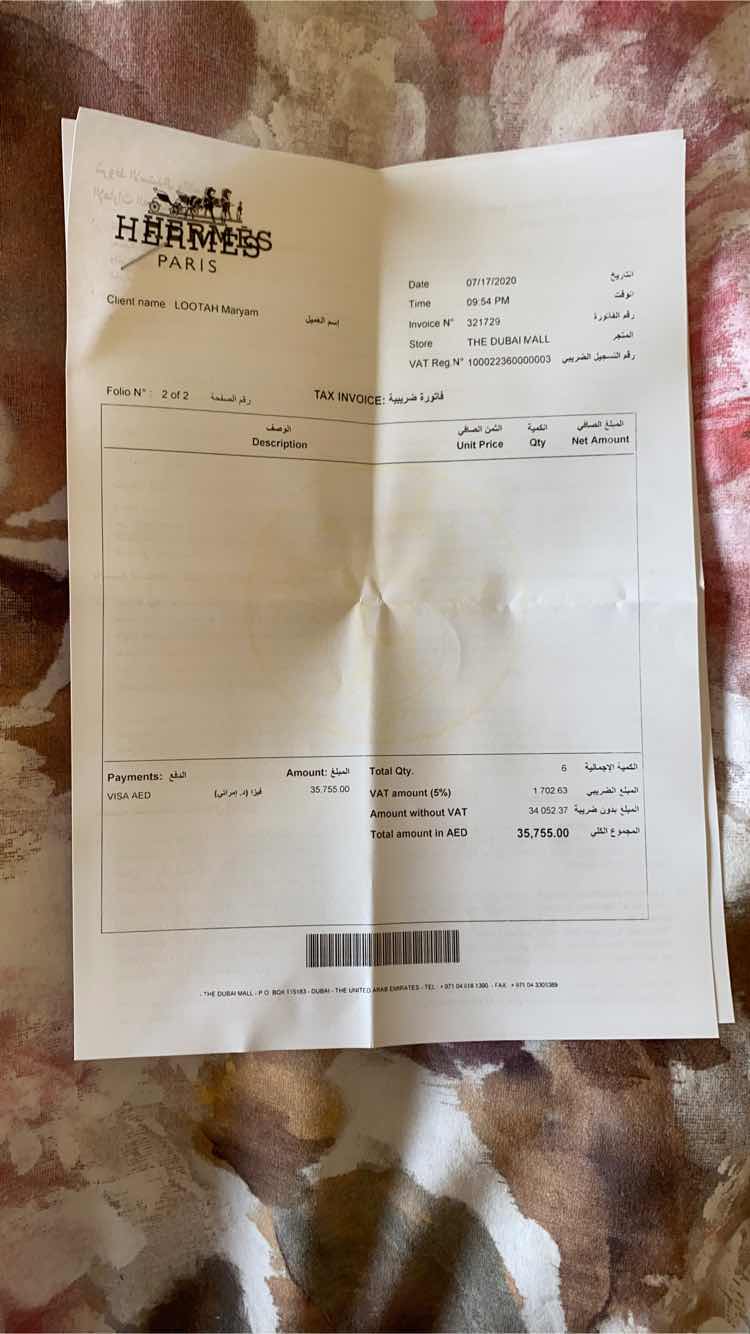 HERMES
HERMES
PARIS
Client name LOOTAH Maryam إسم العميل
Date 07/17/2020 التاريخ
Time 09:54 PM الوقت
Invoice N° 321729 رقم الفاتورة
Store THE DUBAI MALL المتجر
VAT Reg.N° 100022360000003 رقم التسجيل الضريبي
Folio N° : 2 of 2 رقم الصفحة
TAX INVOICE: فاتورة ضريبية
الوصف الثمن الصافي الكمية المبلغ الصافي
Description Unit Price Qty Net Amount
Payments: الدفع Amount: المبلغ
VISA AED فيزا (د. إمراتي) 35,755.00
Total Qty. 6 الكمية الاجمالية
VAT amount (5%) 1 702.63 المبلغ الضريبي
Amount without VAT 34 052.37 المبلغ بدون ضريبة
Total amount in AED 35,755.00 المجموع الكلي
- THE DUBAI MALL - P.O. BOX 115183 - DUBAI - THE UNITED ARAB EMIRATES - TEL : + 971 04 1390 - FAX. + 971 04 3301389